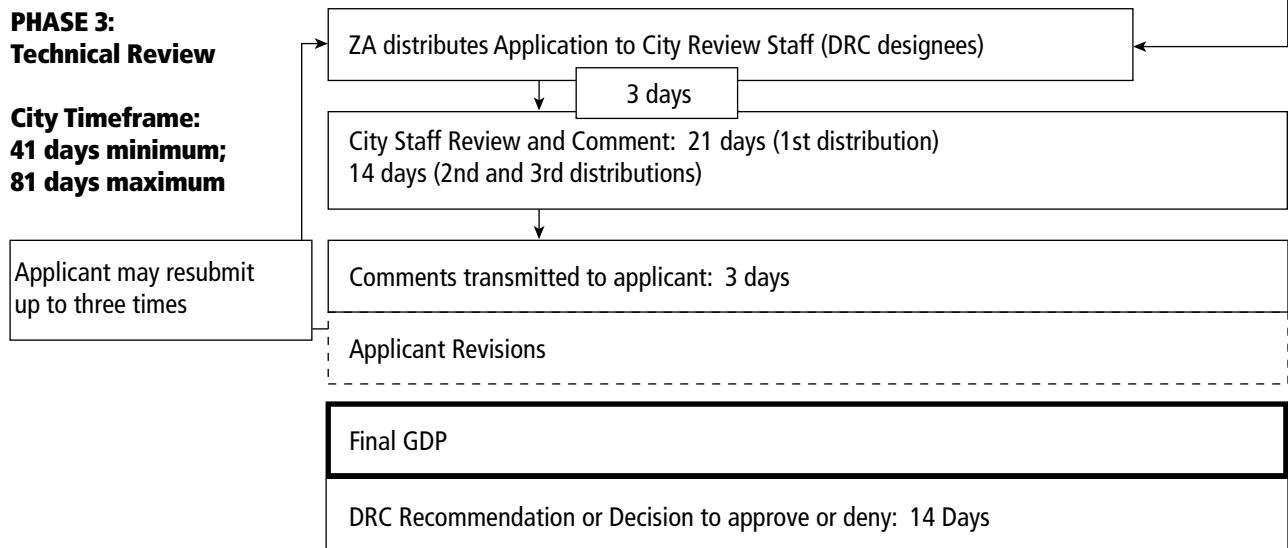 PHASE 3:
Technical Review
City Timeframe:
41 days minimum;
81 days maximum
ZA distributes Application to City Review Staff (DRC designees)
3 days
City Staff Review and Comment: 21 days (1st distribution)
14 days (2nd and 3rd distributions)
Applicant may resubmit
up to three times
Comments transmitted to applicant: 3 days
Applicant Revisions
Final GDP
DRC Recommendation or Decision to approve or deny: 14 Days